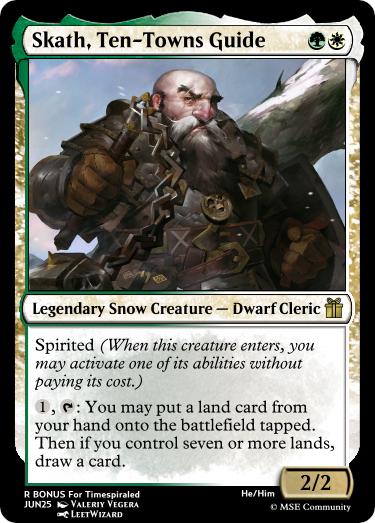 Skath, Ten-Towns Guide
Legendary Snow Creature — Dwarf Cleric
Spirited (When this creature enters, you
may activate one of its abilities without
paying its cost.)
1, : You may put a land card from
your hand onto the battlefield tapped.
Then if you control seven or more lands,
draw a card.
2/2
R BONUS For Timespiraled He/Him
JUN25 Valeriy Vegera © MSE Community
LeetWizard